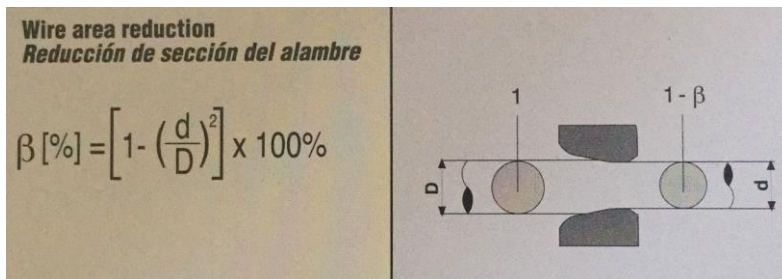 Wire area reduction
Reducción de sección del alambre
β [%] = [1- (d/D)²] x 100%
1
1 - β
D
d